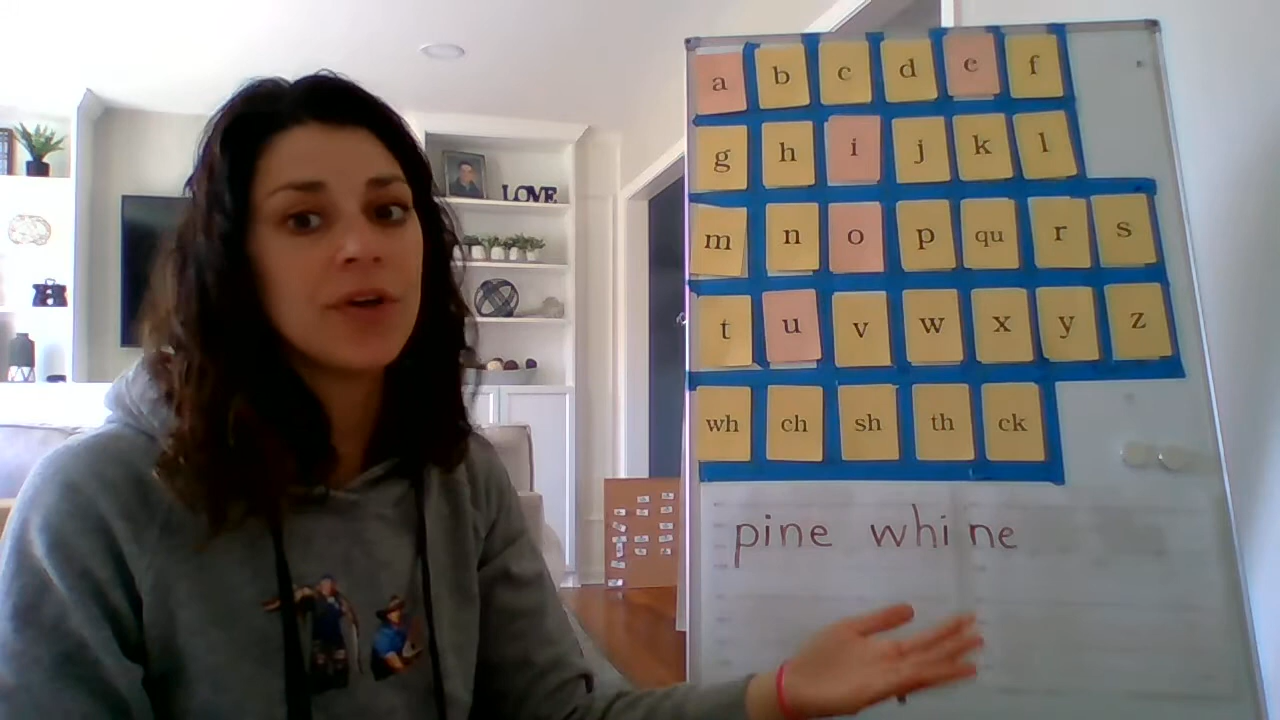 LOVE
a b c d e f
g h i j k l
m n o p qu r s
t u v w x y z
wh ch sh th ck
pine whine